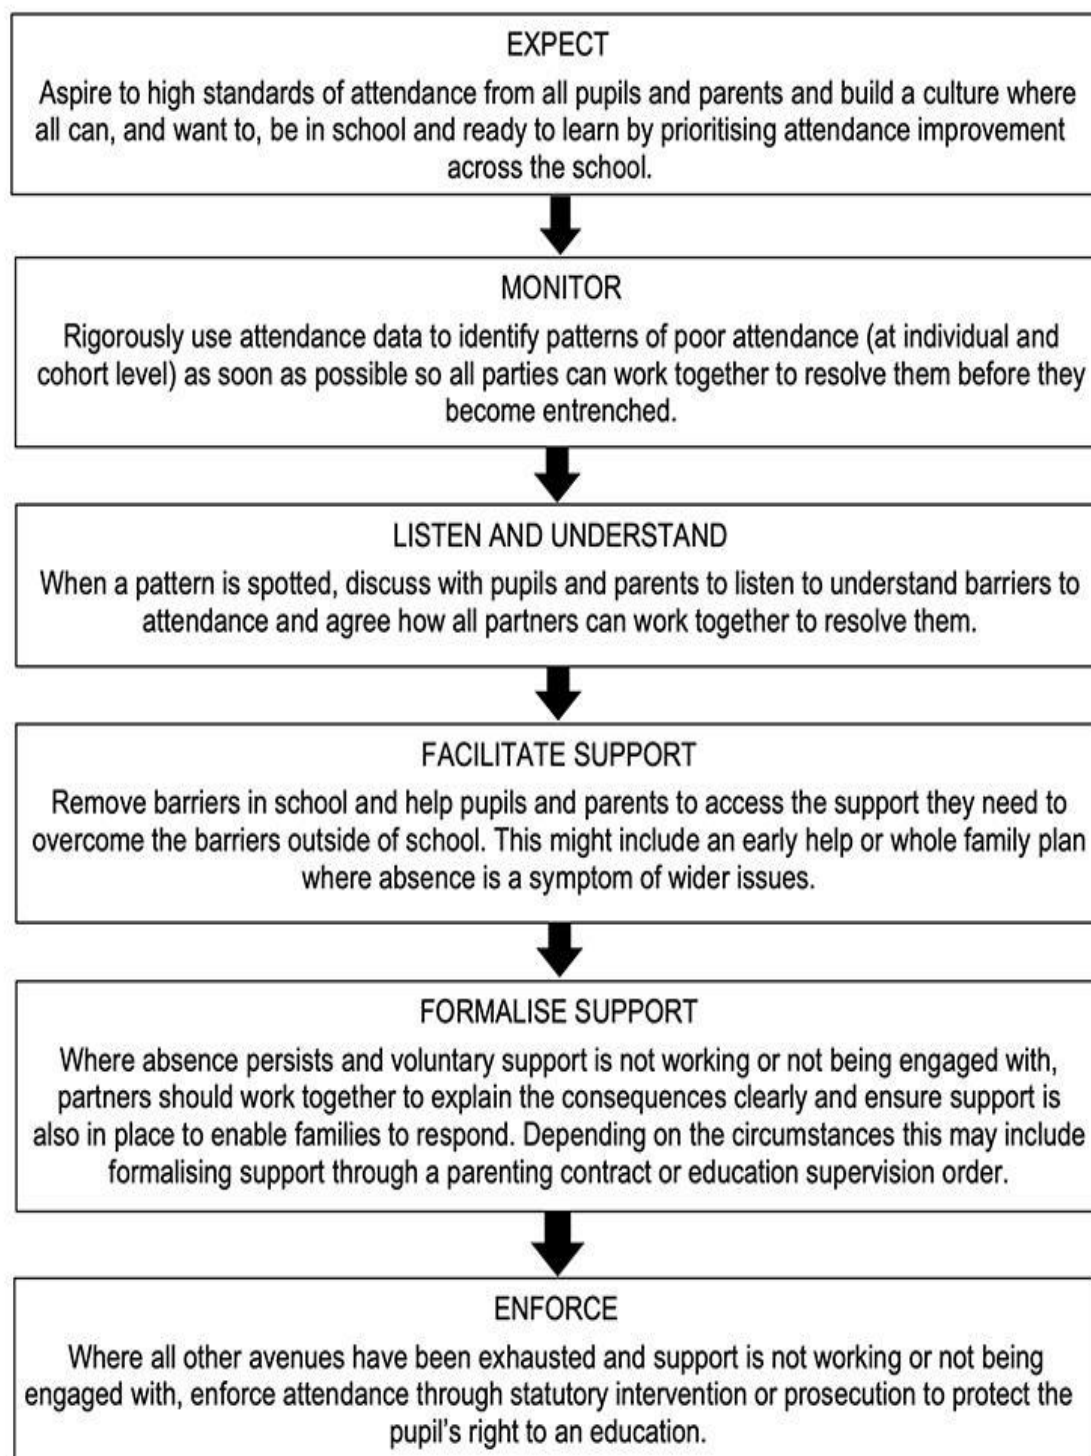 EXPECT
Aspire to high standards of attendance from all pupils and parents and build a culture where
all can, and want to, be in school and ready to learn by prioritising attendance improvement
across the school.
MONITOR
Rigorously use attendance data to identify patterns of poor attendance (at individual and
cohort level) as soon as possible so all parties can work together to resolve them before they
become entrenched.
LISTEN AND UNDERSTAND
When a pattern is spotted, discuss with pupils and parents to listen to understand barriers to
attendance and agree how all partners can work together to resolve them.
FACILITATE SUPPORT
Remove barriers in school and help pupils and parents to access the support they need to
overcome the barriers outside of school. This might include an early help or whole family plan
where absence is a symptom of wider issues.
FORMALISE SUPPORT
Where absence persists and voluntary support is not working or not being engaged with,
partners should work together to explain the consequences clearly and ensure support is
also in place to enable families to respond. Depending on the circumstances this may include
formalising support through a parenting contract or education supervision order.
ENFORCE
Where all other avenues have been exhausted and support is not working or not being
engaged with, enforce attendance through statutory intervention or prosecution to protect the
pupil's right to an education.